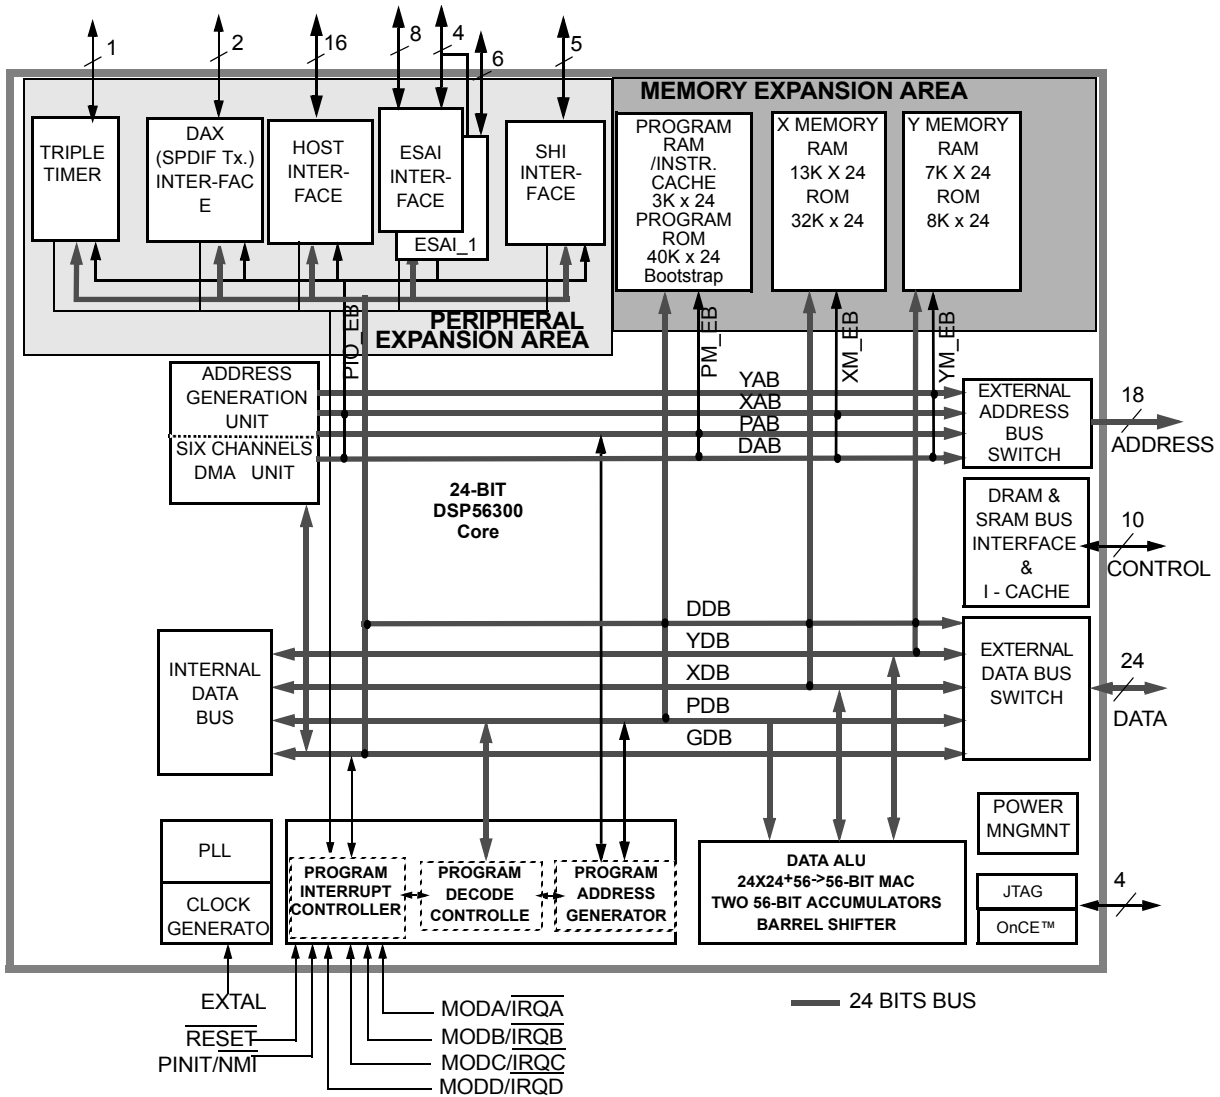 1
2
16
8
4
6
5
MEMORY EXPANSION AREA
TRIPLE
TIMER
DAX
(SPDIF Tx.)
INTER-FAC
E
HOST
INTER-
FACE
ESAI
INTER-
FACE
ESAI_1
SHI
INTER-
FACE
PROGRAM
RAM
/INSTR.
CACHE
3K x 24
PROGRAM
ROM
40K x 24
Bootstrap
X MEMORY
RAM
13K X 24
ROM
32K x 24
Y MEMORY
RAM
7K X 24
ROM
8K x 24
PERIPHERAL
EXPANSION AREA
PIO_EB
PM_EB
XM_EB
YM_EB
ADDRESS
GENERATION
UNIT
SIX CHANNELS
DMA UNIT
YAB
XAB
PAB
DAB
EXTERNAL
ADDRESS
BUS
SWITCH
18
ADDRESS
24-BIT
DSP56300
Core
DRAM &
SRAM BUS
INTERFACE
&
I - CACHE
10
CONTROL
INTERNAL
DATA
BUS
DDB
YDB
XDB
PDB
GDB
EXTERNAL
DATA BUS
SWITCH
24
DATA
PLL
CLOCK
GENERATO
PROGRAM
INTERRUPT
CONTROLLER
PROGRAM
DECODE
CONTROLLE
PROGRAM
ADDRESS
GENERATOR
DATA ALU
24X24+56->56-BIT MAC
TWO 56-BIT ACCUMULATORS
BARREL SHIFTER
POWER
MNGMNT
JTAG
OnCE™
4
EXTAL
RESET
PINIT/NMI
MODA/IRQA
MODB/IRQB
MODC/IRQC
MODD/IRQD
24 BITS BUS